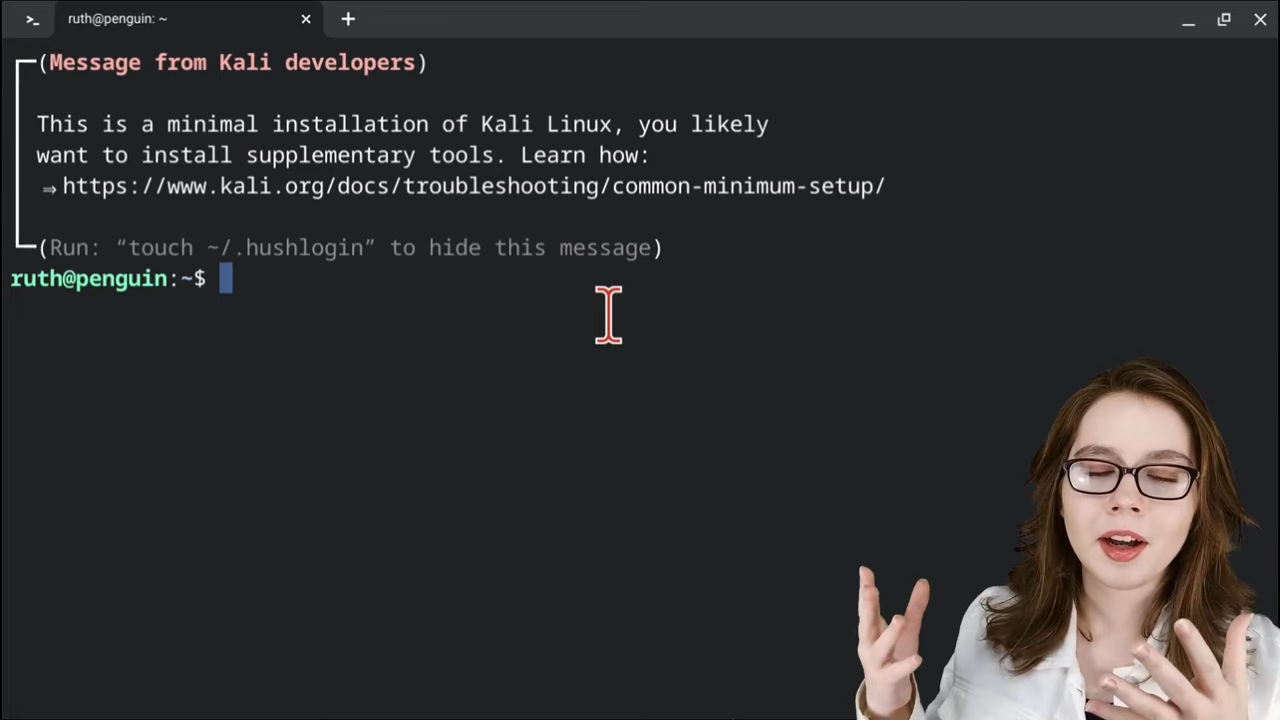 ruth@penguin: ~
(Message from Kali developers)
This is a minimal installation of Kali Linux, you likely
want to install supplementary tools. Learn how:
⇒ https://www.kali.org/docs/troubleshooting/common-minimum-setup/
(Run: “touch ~/.hushlogin” to hide this message)
ruth@penguin:~$